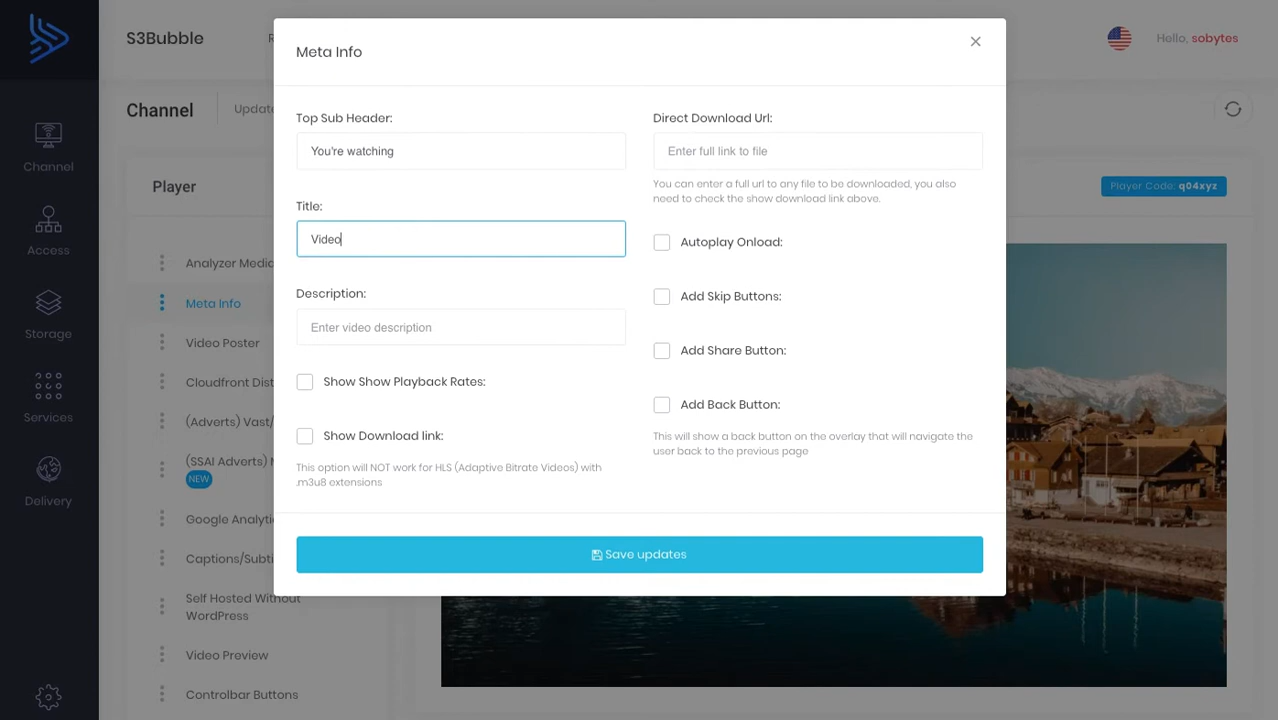 S3Bubble
Hello, sobytes
Channel
Access
Storage
Services
Delivery
Channel
Player
Player Code: q04xyz
Analyzer Media
Meta Info
Video Poster
Cloudfront
(Adverts) Vast/
(SSAI Adverts)
NEW
Google
Self Hosted Without
WordPress
Video Preview
Controlbar Buttons
Meta Info
×
Top Sub Header:
You're watching
Title:
Video
Description:
Enter video description
Show Show Playback Rates:
Show Download link:
This option will NOT work for HLS (Adaptive Bitrate Videos) with
.m3u8 extensions
Direct Download Url:
Enter full link to file
You can enter a full url to any file to be downloaded, you also
need to check the show download link above.
Autoplay Onload:
Add Skip Buttons:
Add Share Button:
Add Back Button:
This will show a back button on the overlay that will navigate the
user back to the previous page
Save updates